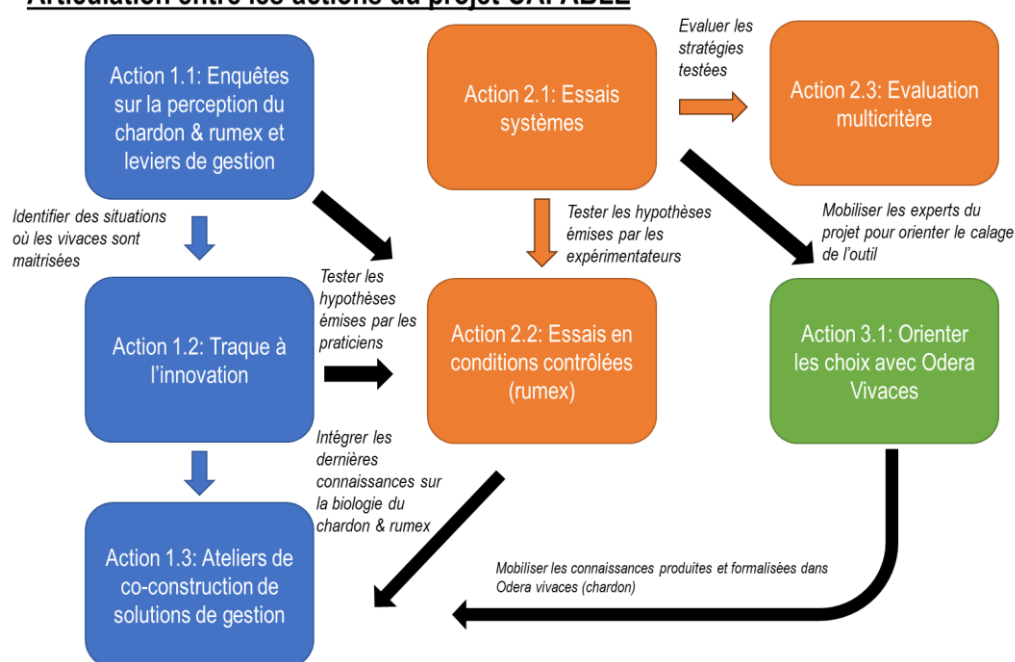 Articulation entre les actions du projet CAPABLE
Action 1.1: Enquêtes
sur la perception du
chardon & rumex et
leviers de gestion
Action 2.1: Essais
systèmes
Evaluer les
stratégies
testées
Action 2.3: Evaluation
multicritère
Identifier des situations
où les vivaces sont
maitrisées
Tester les hypothèses
émises par les
expérimentateurs
Mobiliser les experts du
projet pour orienter le calage
de l’outil
Action 1.2: Traque à
l’innovation
Tester les
hypothèses
émises par les
praticiens
Action 2.2: Essais en
conditions contrôlées
(rumex)
Action 3.1: Orienter
les choix avec Odera
Vivaces
Intégrer les
dernières
connaissances sur
la biologie du
chardon & rumex
Action 1.3: Ateliers de
co-construction de
solutions de gestion
Mobiliser les connaissances produites et formalisées dans
Odera vivaces (chardon)